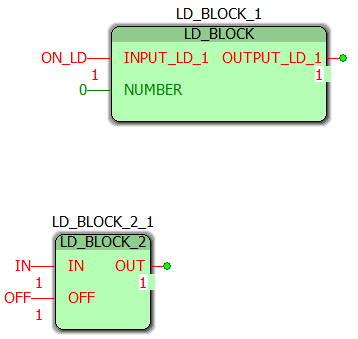 LD_BLOCK_1
LD_BLOCK
ON_LD INPUT_LD_1 OUTPUT_LD_1
1 1
0 NUMBER
LD_BLOCK_2_1
LD_BLOCK_2
IN IN OUT
1 1
OFF OFF
1